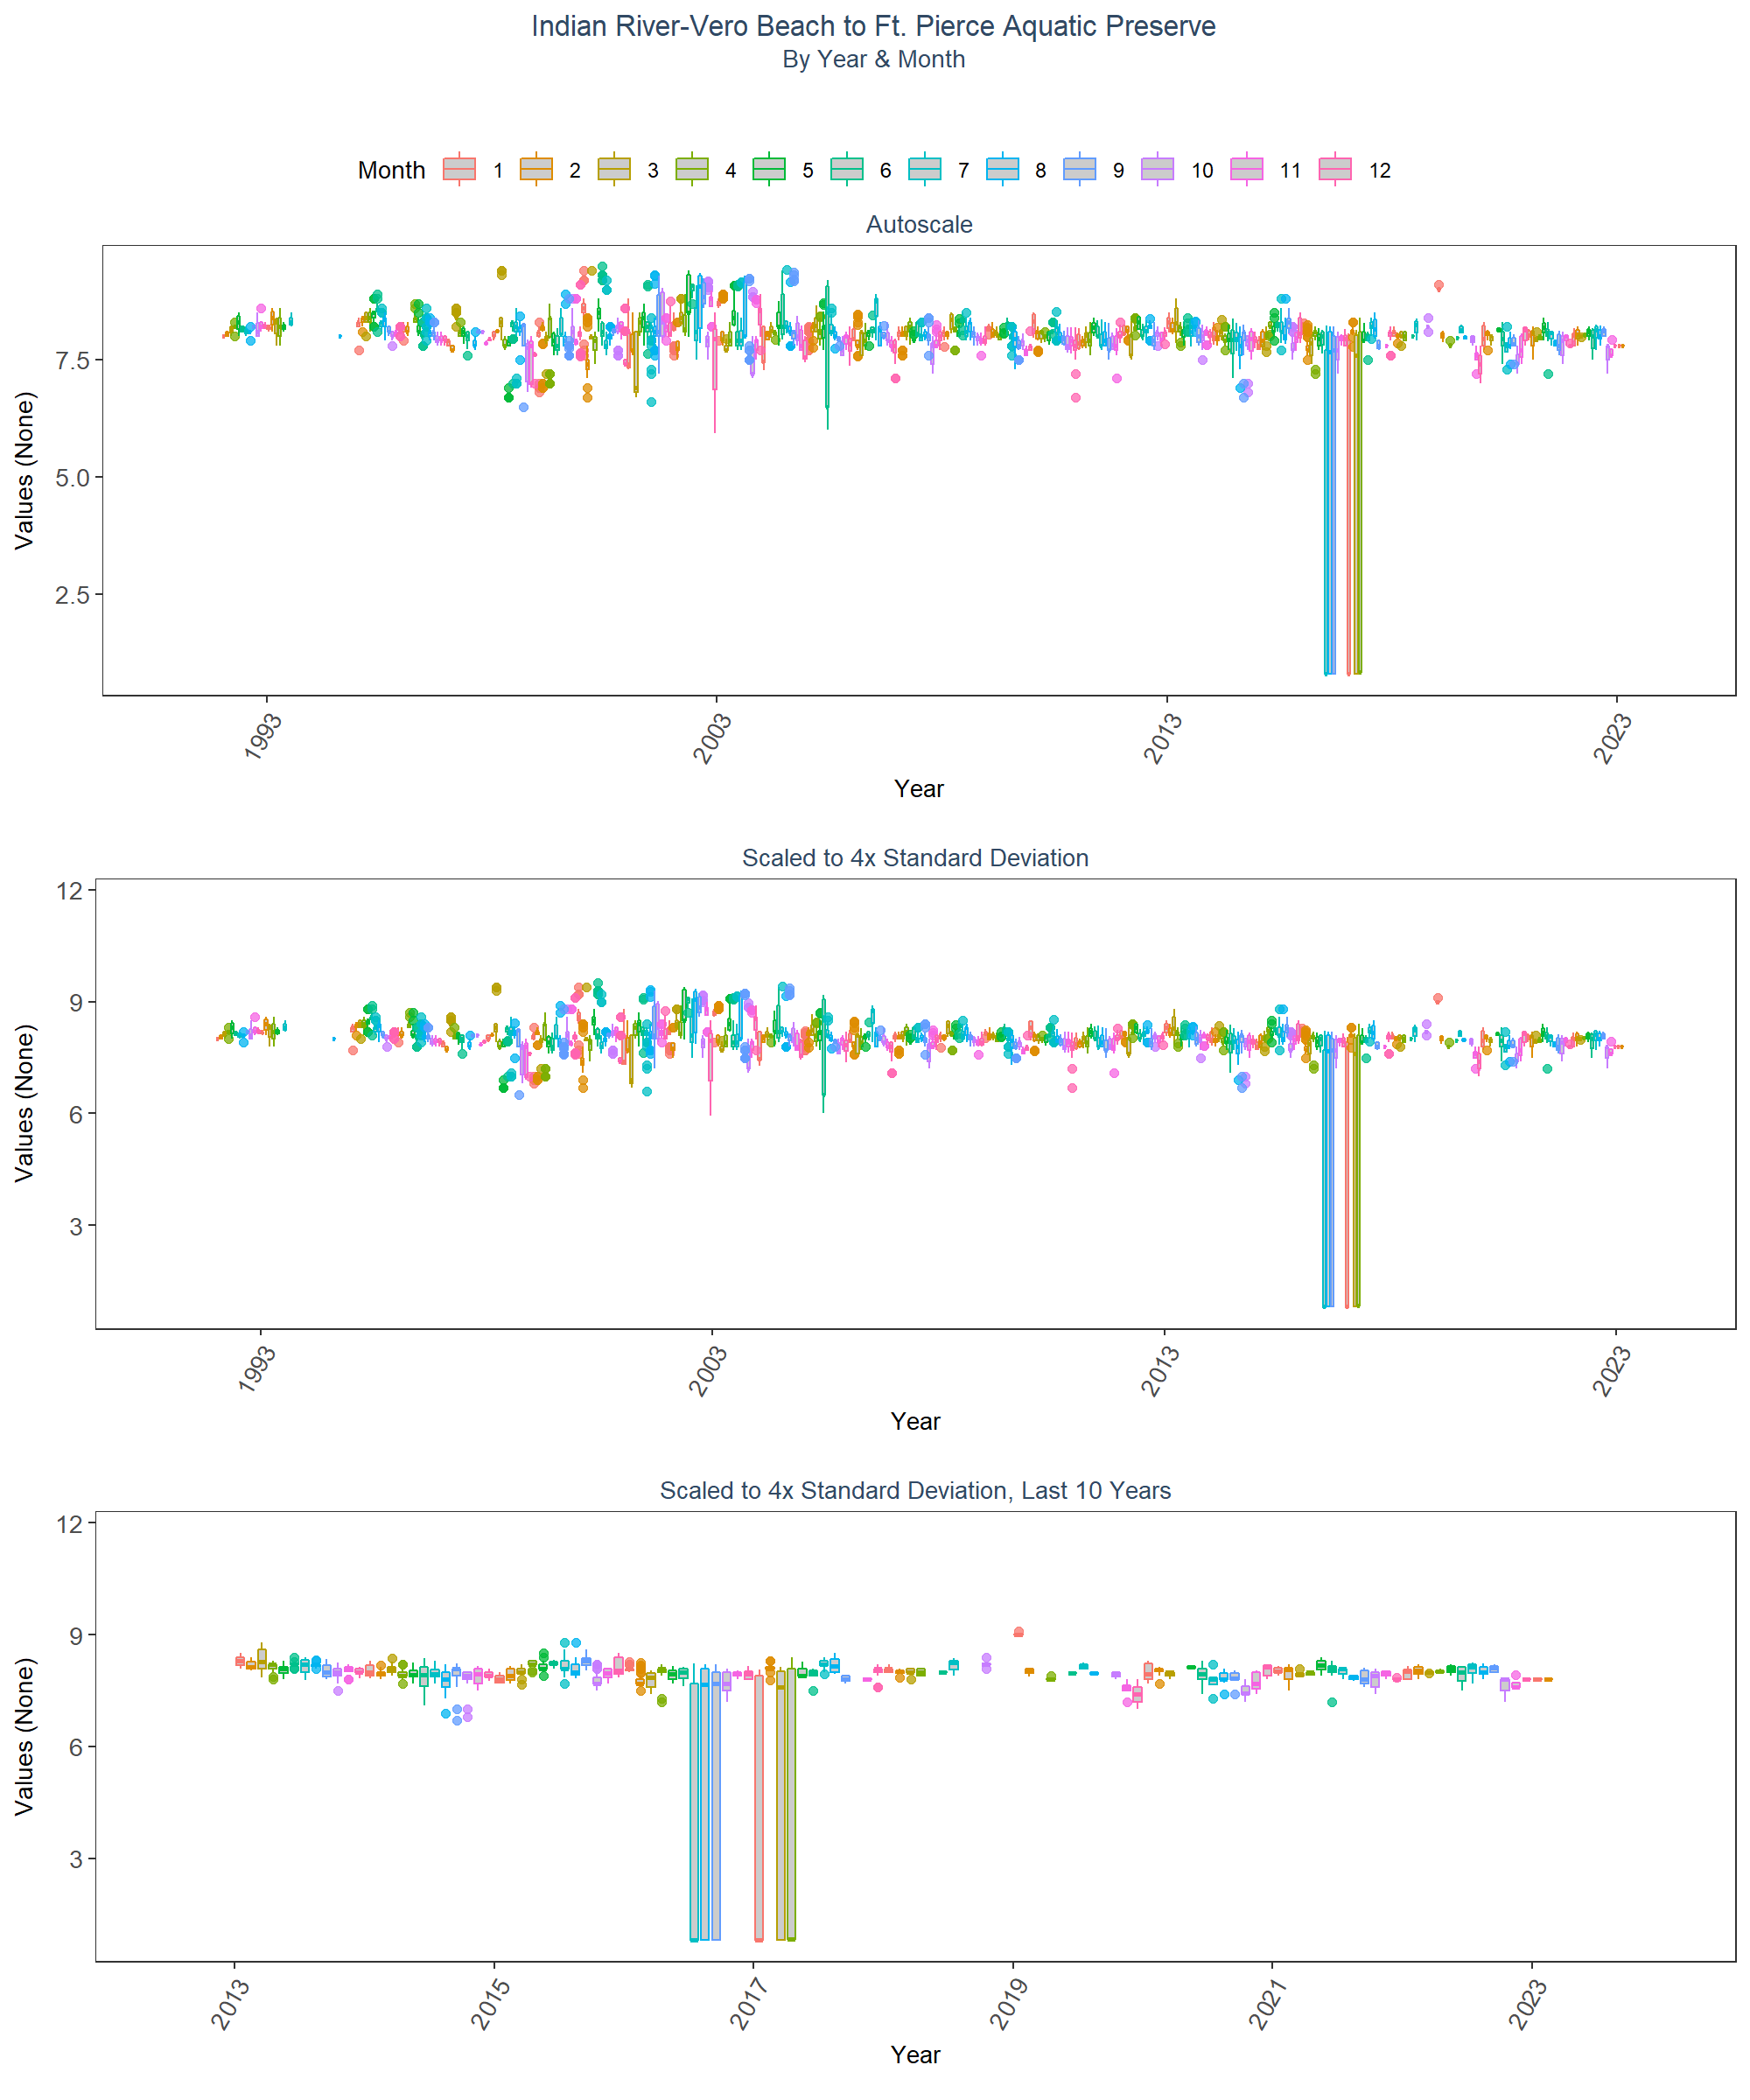 Indian River-Vero Beach to Ft. Pierce Aquatic Preserve
By Year & Month
Month 1 2 3 4 5 6 7 8 9 10 11 12
Autoscale
Values (None)
7.5
5.0
2.5
1993 2003 2013 2023
Year
Scaled to 4x Standard Deviation
Values (None)
12
9
6
3
1993 2003 2013 2023
Year
Scaled to 4x Standard Deviation, Last 10 Years
Values (None)
12
9
6
3
2013 2015 2017 2019 2021 2023
Year